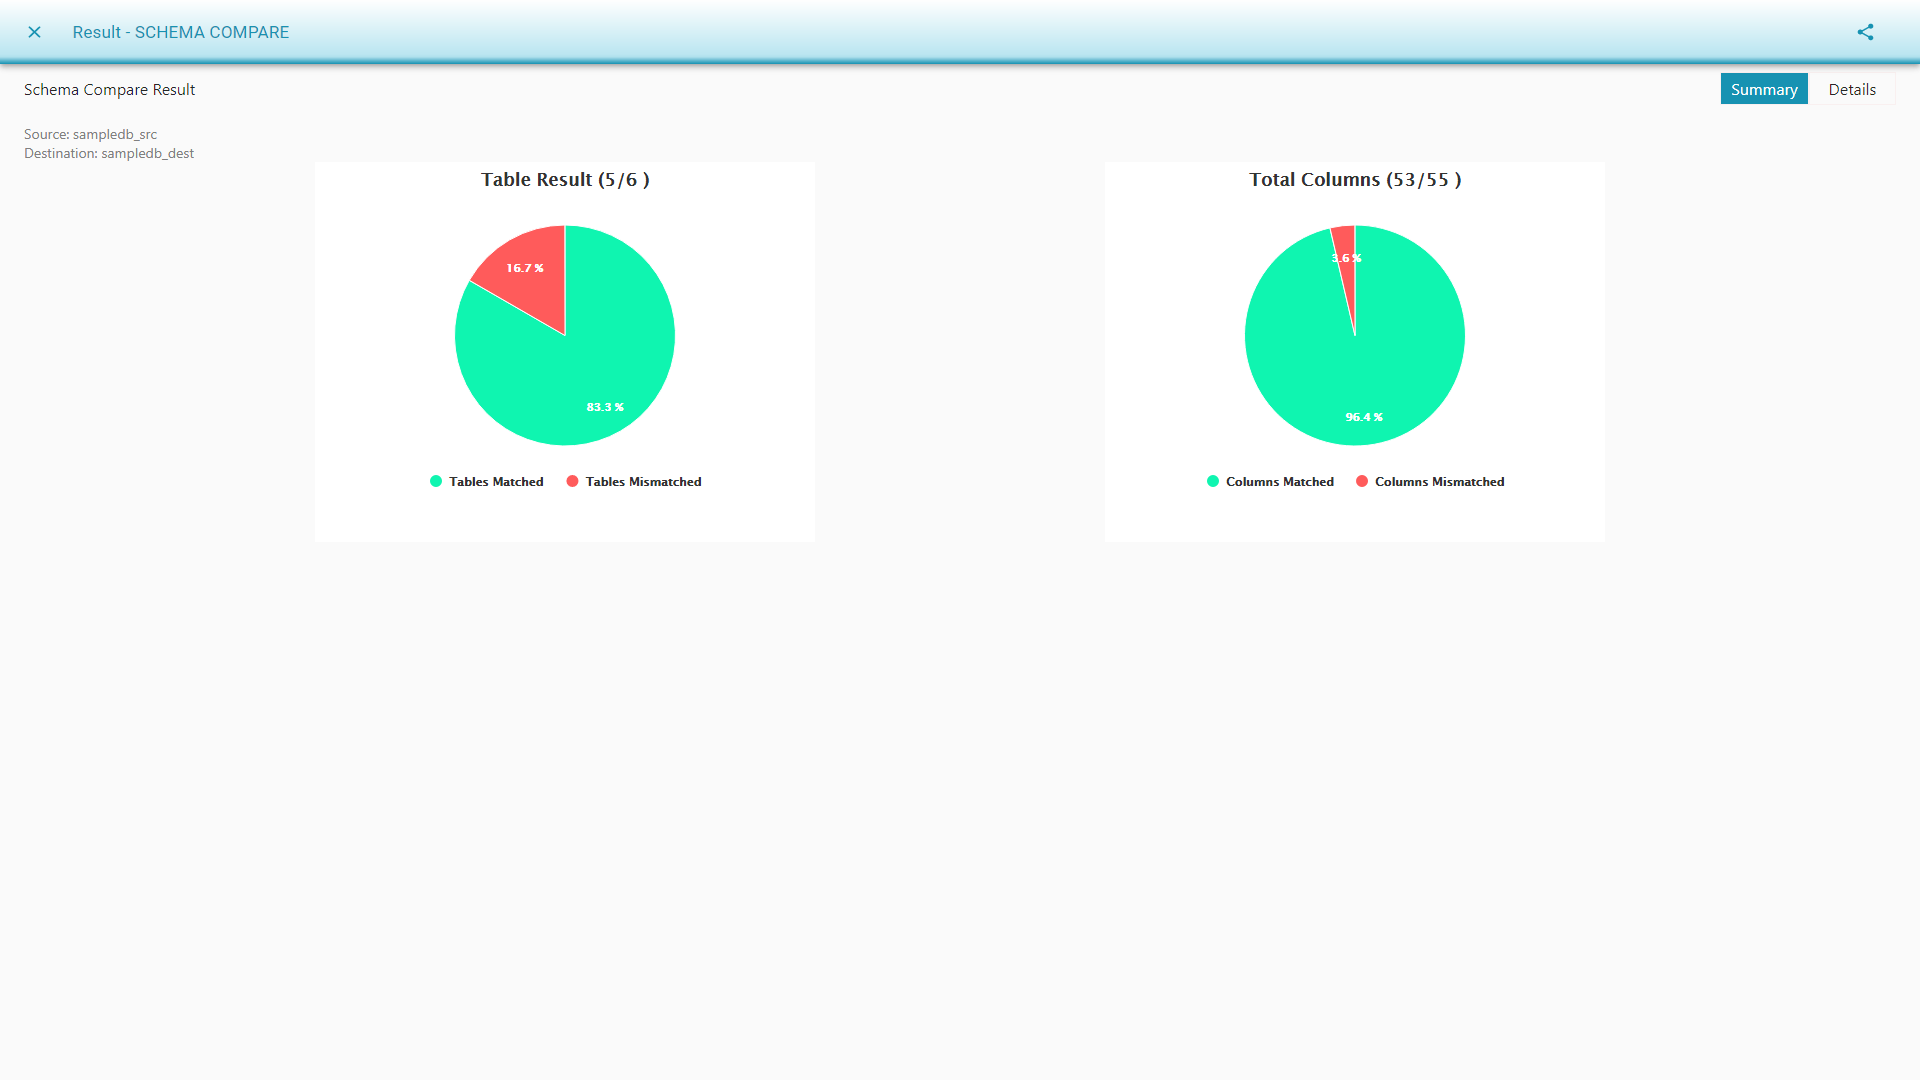 Result - SCHEMA COMPARE
Schema Compare Result
Summary
Details
Source: sampledb_src
Destination: sampledb_dest
Table Result (5/6 )
16.7 %
83.3 %
Tables Matched
Tables Mismatched
Total Columns (53/55 )
3.6 %
96.4 %
Columns Matched
Columns Mismatched